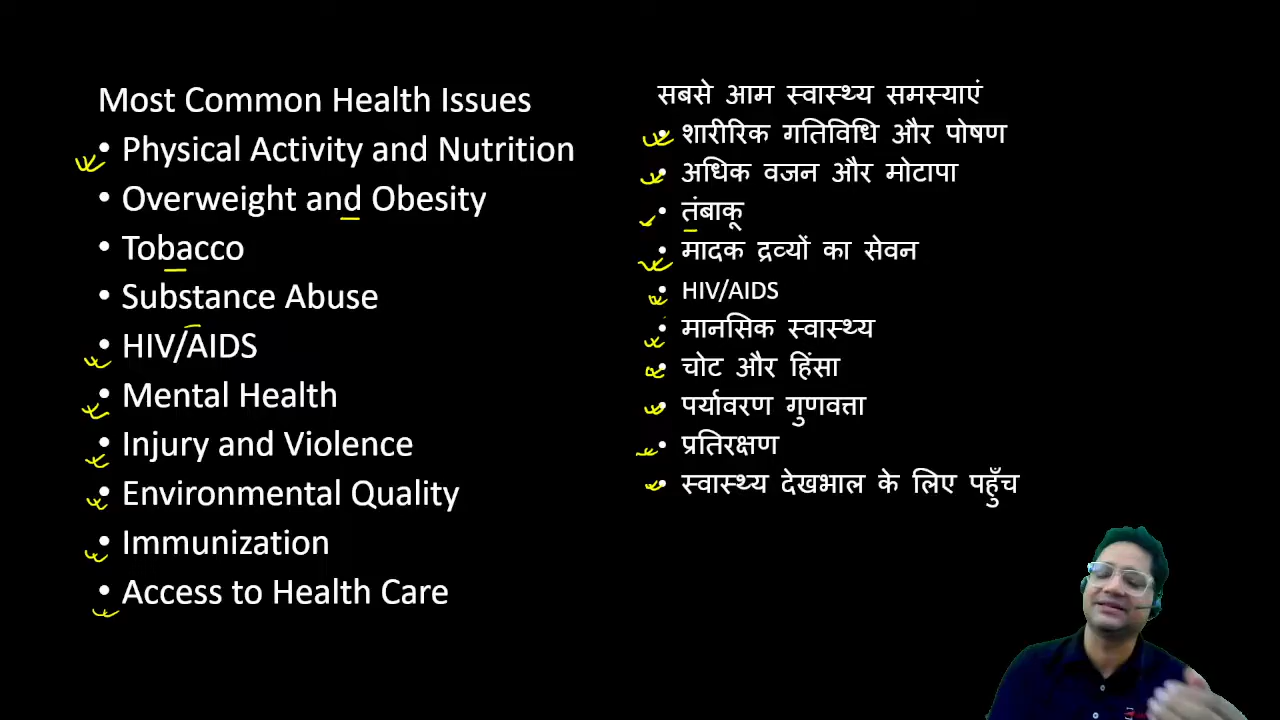 Most Common Health Issues
• Physical Activity and Nutrition
• Overweight and Obesity
• Tobacco
• Substance Abuse
• HIV/AIDS
• Mental Health
• Injury and Violence
• Environmental Quality
• Immunization
• Access to Health Care
सबसे आम स्वास्थ्य समस्याएं
• शारीरिक गतिविधि और पोषण
• अधिक वजन और मोटापा
• तंबाकू
• मादक द्रव्यों का सेवन
• HIV/AIDS
• मानसिक स्वास्थ्य
• चोट और हिंसा
• पर्यावरण गुणवत्ता
• प्रतिरक्षण
• स्वास्थ्य देखभाल के लिए पहुँच